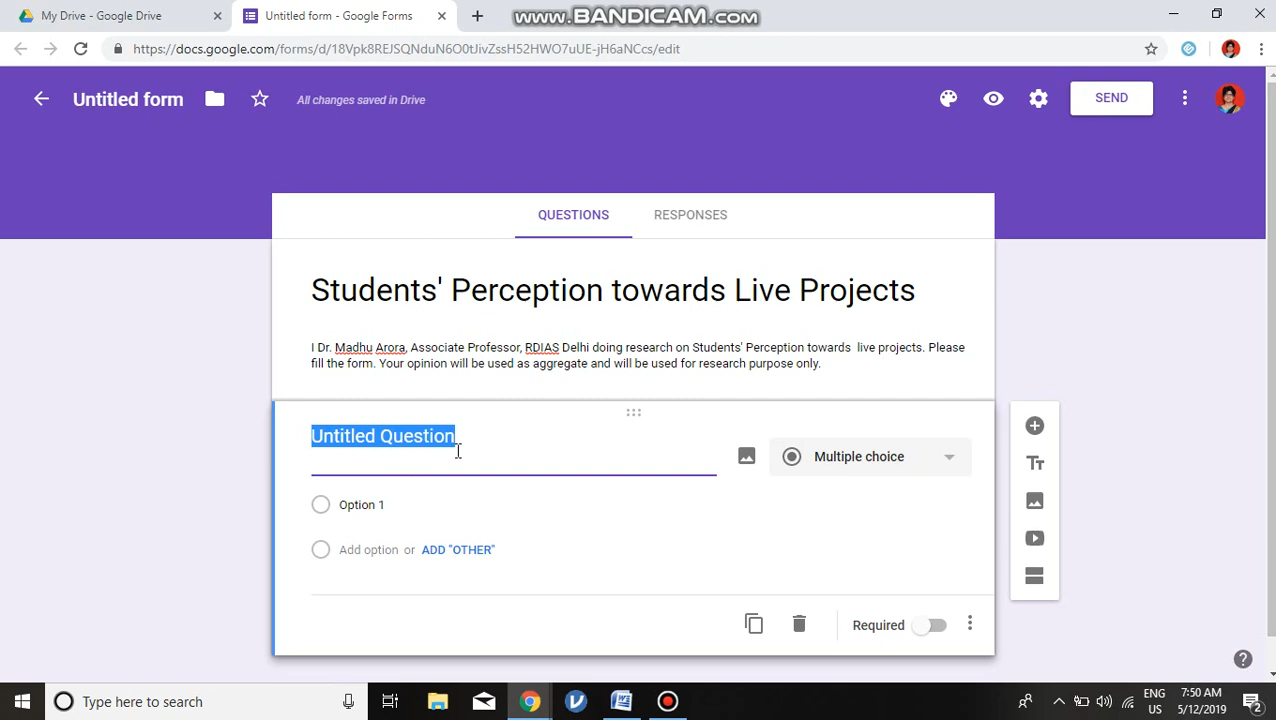 My Drive - Google Drive
Untitled form - Google Forms
www.BANDICAM.com
https://docs.google.com/forms/d/18Vpk8REJSQNduN6O0tJivZssH52HWO7uUE-jH6aNCcs/edit
Untitled form
All changes saved in Drive
SEND
QUESTIONS
RESPONSES
Students' Perception towards Live Projects
I Dr. Madhu Arora, Associate Professor, RDIAS Delhi doing research on Students' Perception towards live projects. Please
fill the form. Your opinion will be used as aggregate and will be used for research purpose only.
Untitled Question
Multiple choice
Option 1
Add option or ADD "OTHER"
Required
Type here to search
ENG
US
7:50 AM
5/12/2019
2